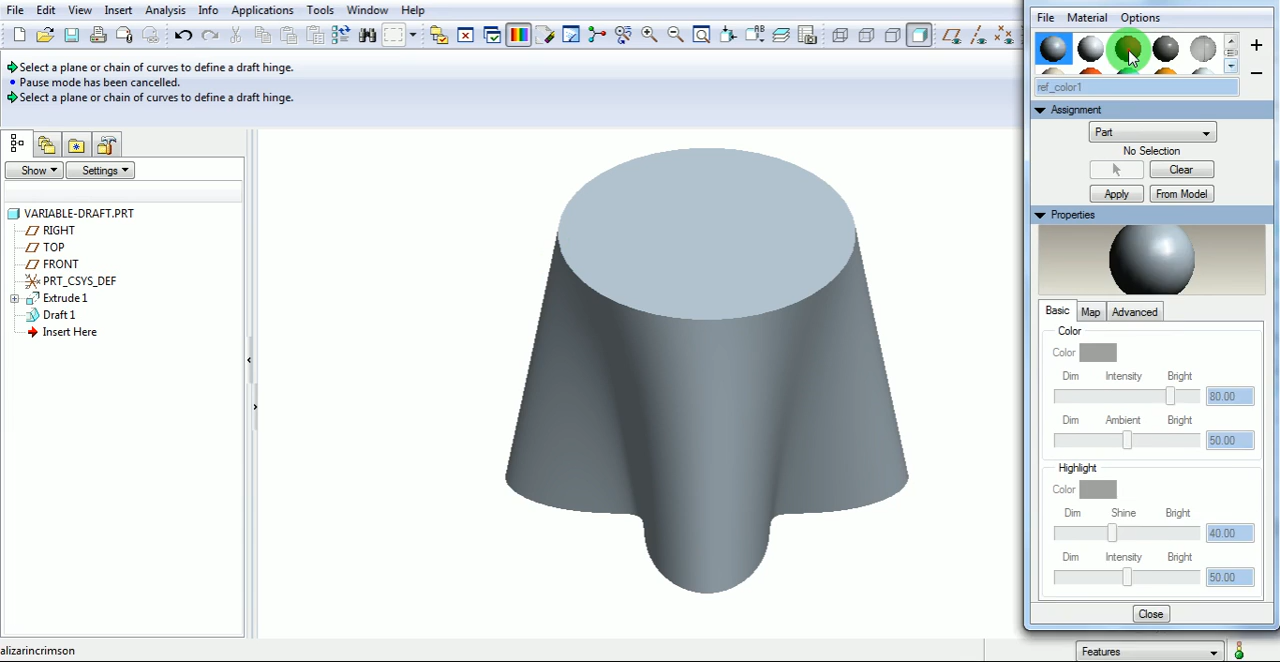 File Edit View Insert Analysis Info Applications Tools Window Help
Select a plane or chain of curves to define a draft hinge.
Pause mode has been cancelled.
Select a plane or chain of curves to define a draft hinge.
Show Settings
VARIABLE-DRAFT.PRT
RIGHT
TOP
FRONT
PRT_CSYS_DEF
Extrude 1
Draft 1
Insert Here
alizarincrimson
File Material Options
ref_color1
Assignment
Part
No Selection
Clear
Apply From Model
Properties
Basic Map Advanced
Color
Color
Dim Intensity Bright
80.00
Dim Ambient Bright
50.00
Highlight
Color
Dim Shine Bright
40.00
Dim Intensity Bright
50.00
Close
Features